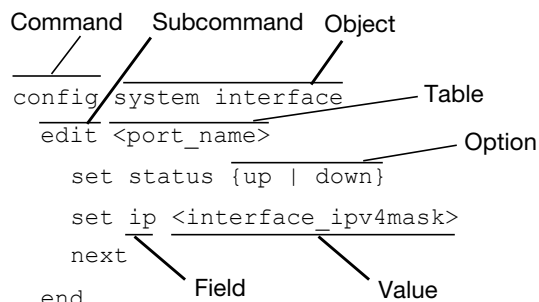 Command Subcommand Object
config system interface
Table
edit <port_name>
Option
set status {up | down}
set ip <interface_ipv4mask>
next
Field Value
end